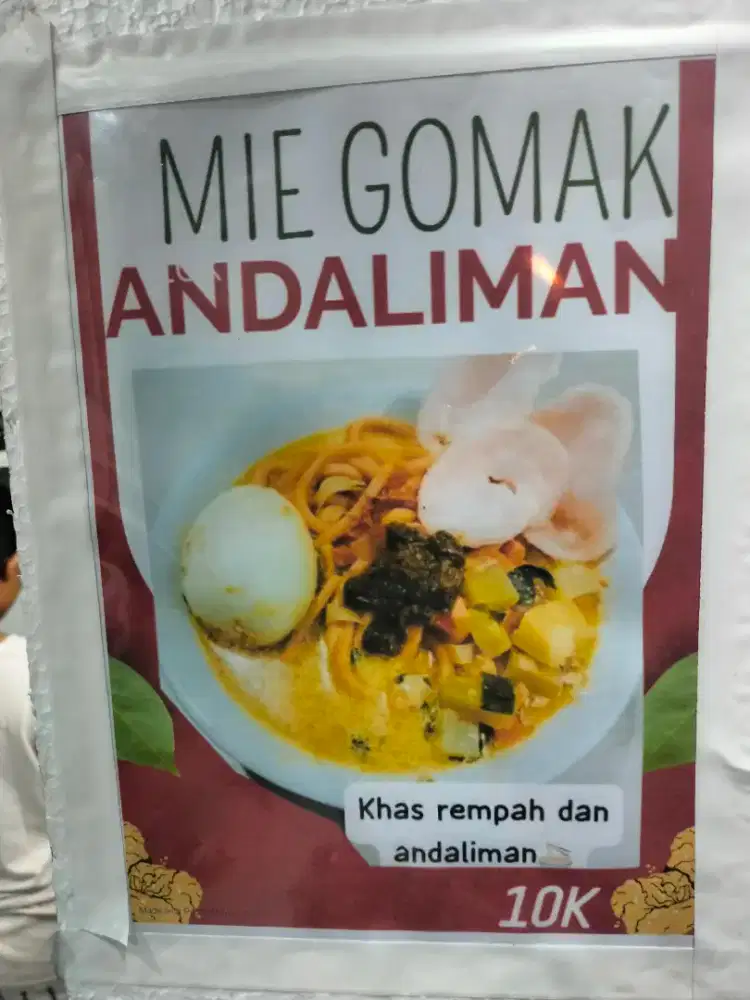 MIE GOMAK
ANDALIMAN
Khas rempah dan
andaliman
10K